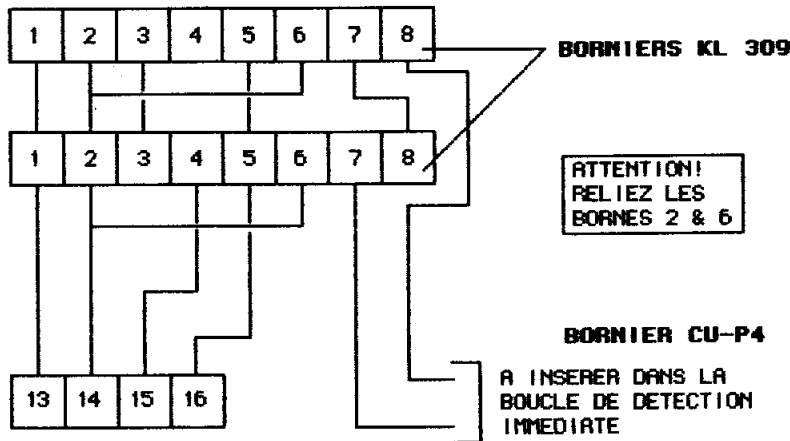 1 2 3 4 5 6 7 8
BORNIERS KL 309
1 2 3 4 5 6 7 8
ATTENTION!
RELIEZ LES
BORNES 2 & 6
BORNIER CU-P4
13 14 15 16
A INSERER DANS LA
BOUCLE DE DETECTION
IMMEDIATE